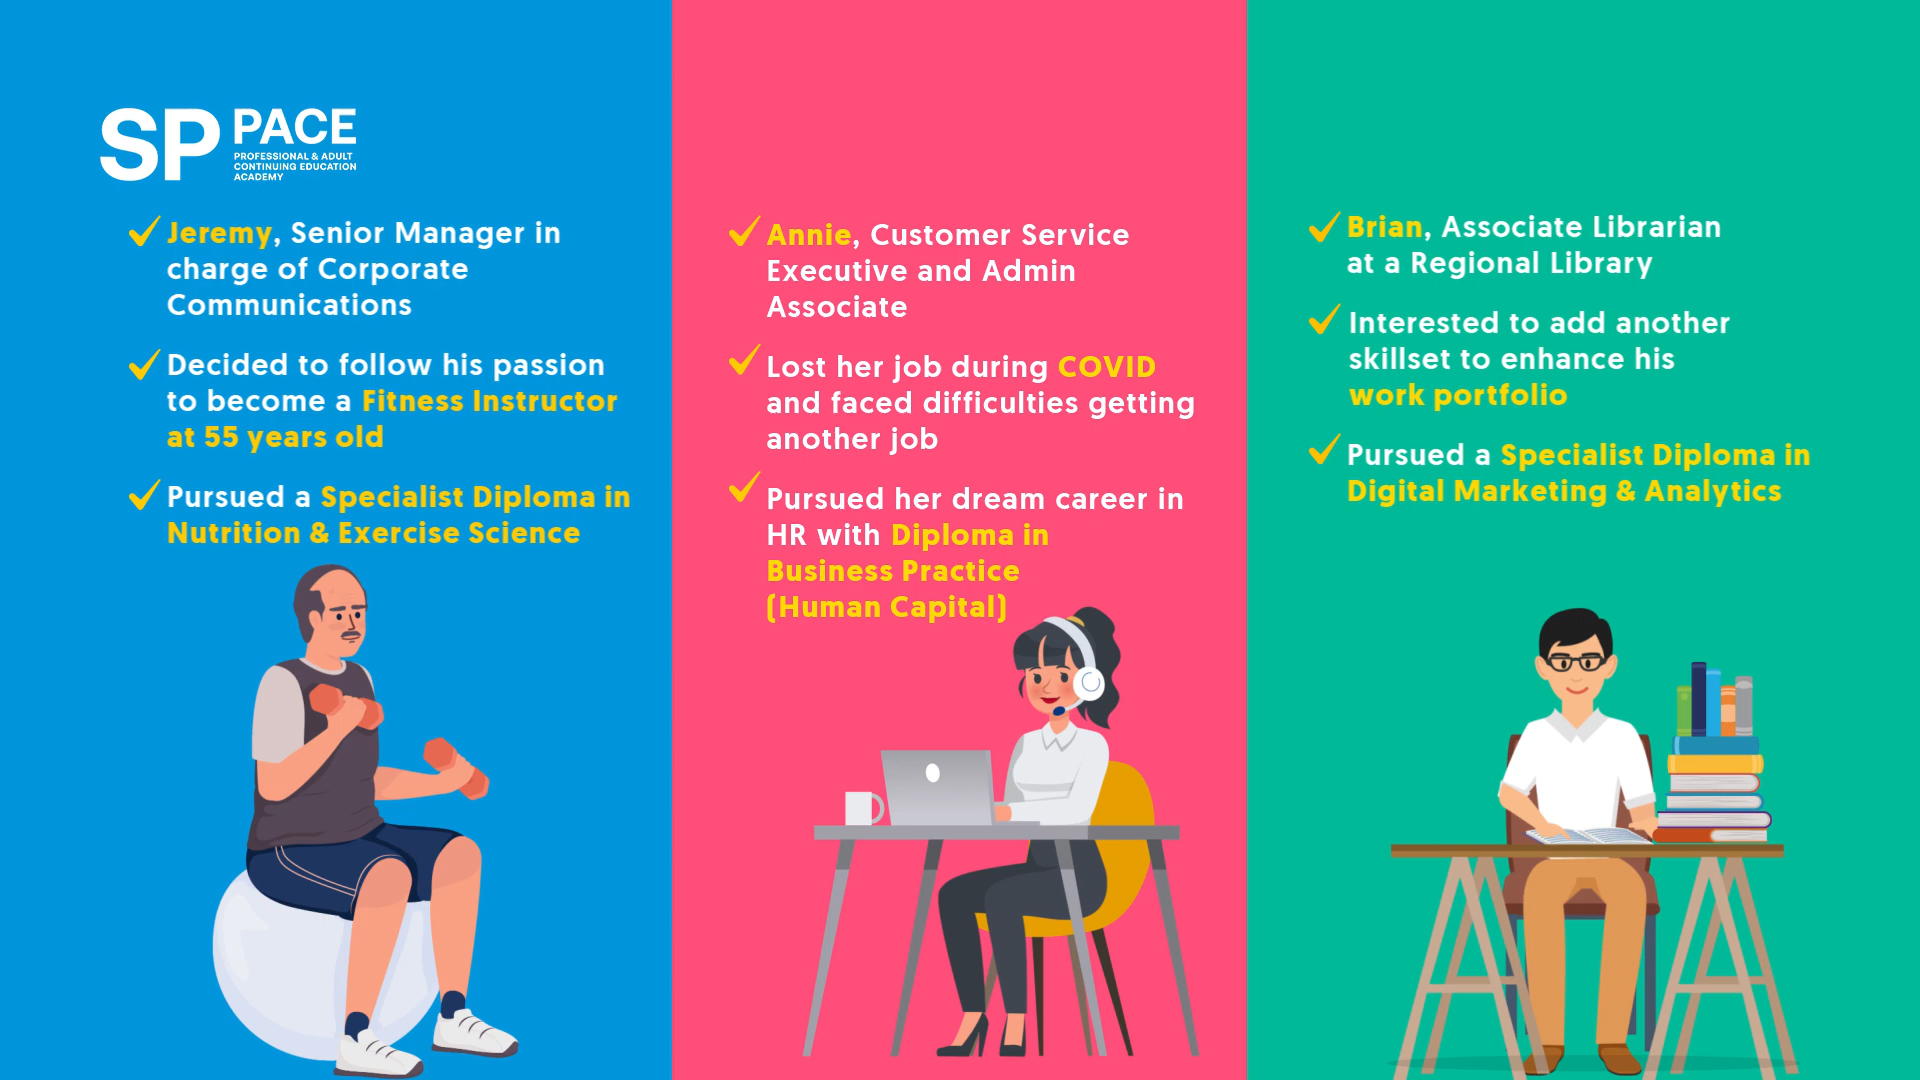 SP PACE
PROFESSIONAL & ADULT
CONTINUING EDUCATION
ACADEMY
Jeremy, Senior Manager in
charge of Corporate
Communications
Decided to follow his passion
to become a Fitness Instructor
at 55 years old
Pursued a Specialist Diploma in
Nutrition & Exercise Science
Annie, Customer Service
Executive and Admin
Associate
Lost her job during COVID
and faced difficulties getting
another job
Pursued her dream career in
HR with Diploma in
Business Practice
(Human Capital)
Brian, Associate Librarian
at a Regional Library
Interested to add another
skillset to enhance his
work portfolio
Pursued a Specialist Diploma in
Digital Marketing & Analytics